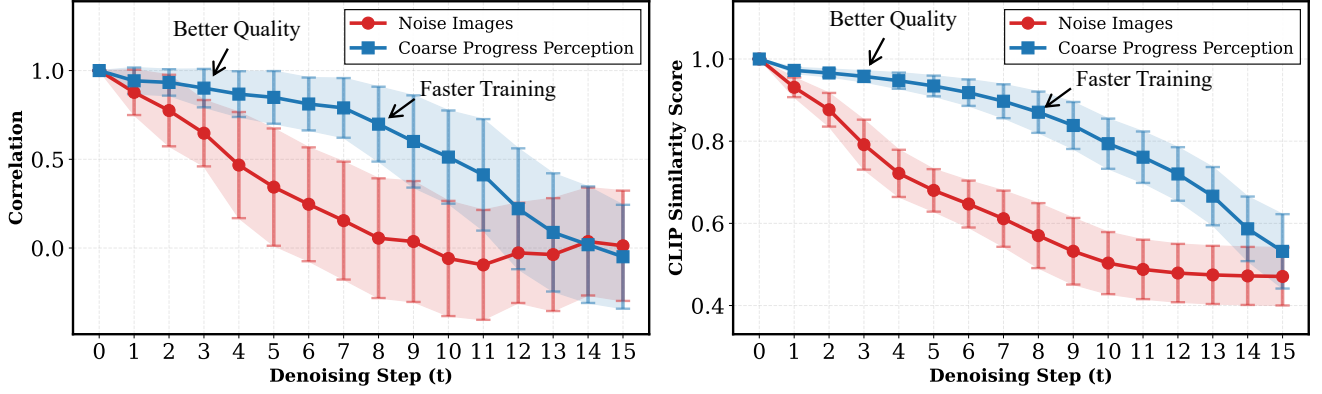 Better Quality
Noise Images
Coarse Progress Perception
Faster Training
1.0
0.5
0.0
Correlation
0 1 2 3 4 5 6 7 8 9 10 11 12 13 14 15
Denoising Step (t)
Better Quality
Noise Images
Coarse Progress Perception
Faster Training
1.0
0.8
0.6
0.4
CLIP Similarity Score
0 1 2 3 4 5 6 7 8 9 10 11 12 13 14 15
Denoising Step (t)